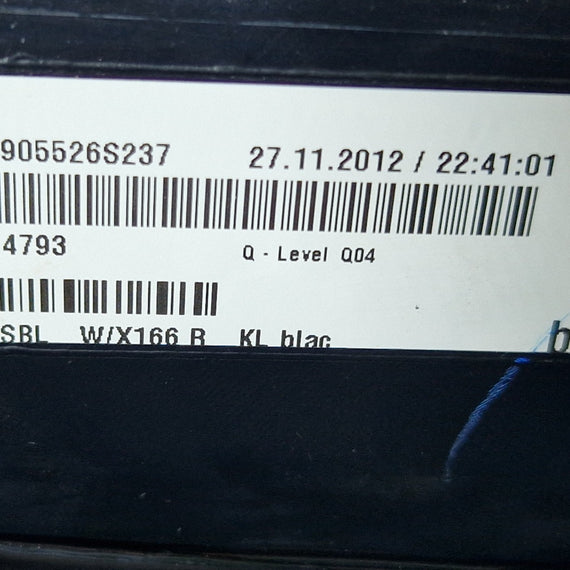 905526S237 27.11.2012 / 22:41:01
4793 Q - Level Q04
SBL W/X166 R KL blac
b